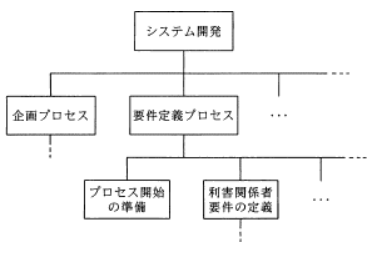 システム開発
企画プロセス
要件定義プロセス
...
プロセス開始
の準備
利害関係者
要件の定義
...